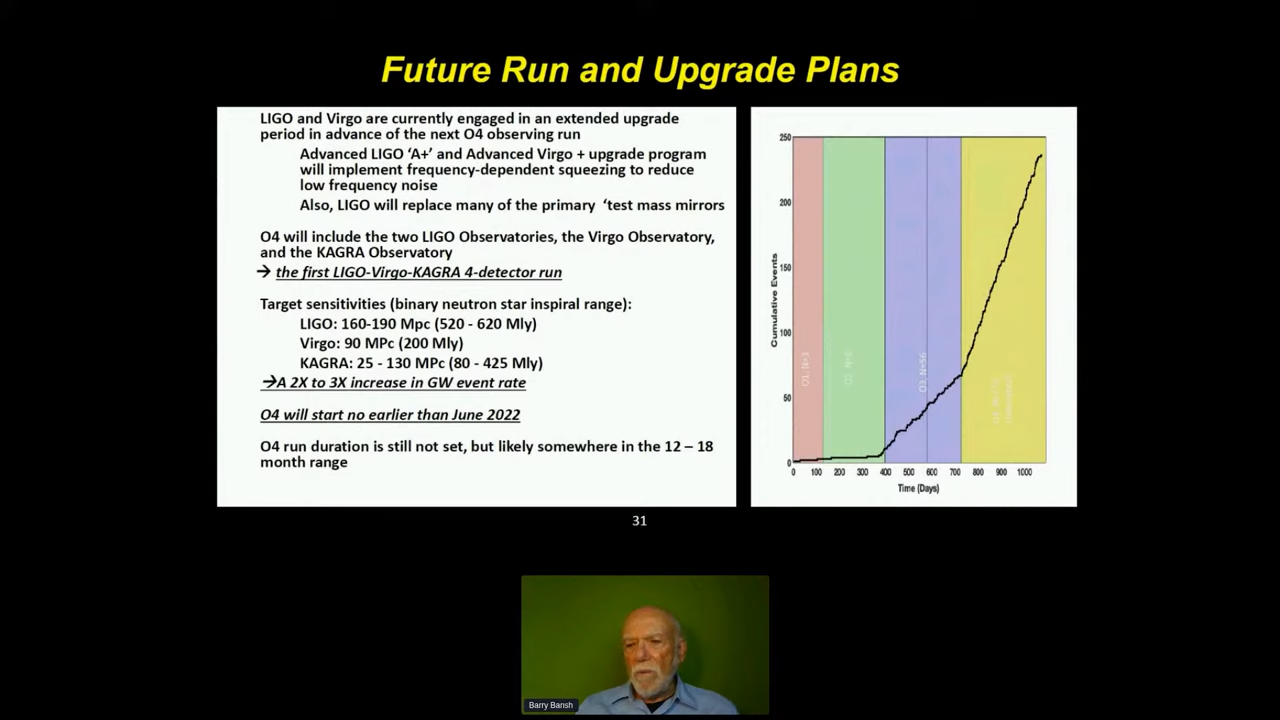 Future Run and Upgrade Plans
LIGO and Virgo are currently engaged in an extended upgrade
period in advance of the next O4 observing run
Advanced LIGO ‘A+’ and Advanced Virgo + upgrade program
will implement frequency-dependent squeezing to reduce
low frequency noise
Also, LIGO will replace many of the primary ‘test mass mirrors
O4 will include the two LIGO Observatories, the Virgo Observatory,
and the KAGRA Observatory
→ the first LIGO-Virgo-KAGRA 4-detector run
Target sensitivities (binary neutron star inspiral range):
LIGO: 160-190 Mpc (520 - 620 Mly)
Virgo: 90 MPc (200 Mly)
KAGRA: 25 - 130 MPc (80 - 425 Mly)
→A 2X to 3X increase in GW event rate
O4 will start no earlier than June 2022
O4 run duration is still not set, but likely somewhere in the 12 – 18
month range
250
200
150
100
50
0
Cumulative Events
O1, N=3
O2, N=8
O3, N=56
0 100 200 300 400 500 600 700 800 900 1000
Time (Days)
31
Barry Barish